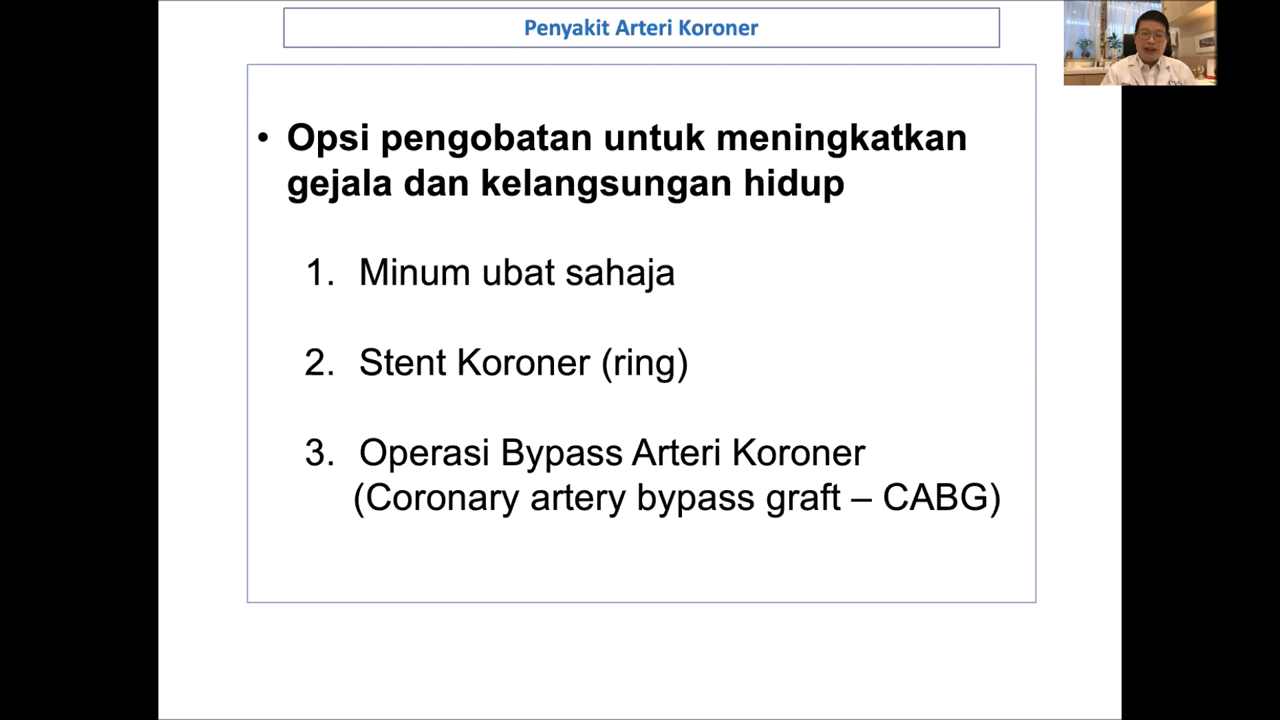 Penyakit Arteri Koroner
• Opsi pengobatan untuk meningkatkan
gejala dan kelangsungan hidup
1. Minum ubat sahaja
2. Stent Koroner (ring)
3. Operasi Bypass Arteri Koroner
(Coronary artery bypass graft – CABG)